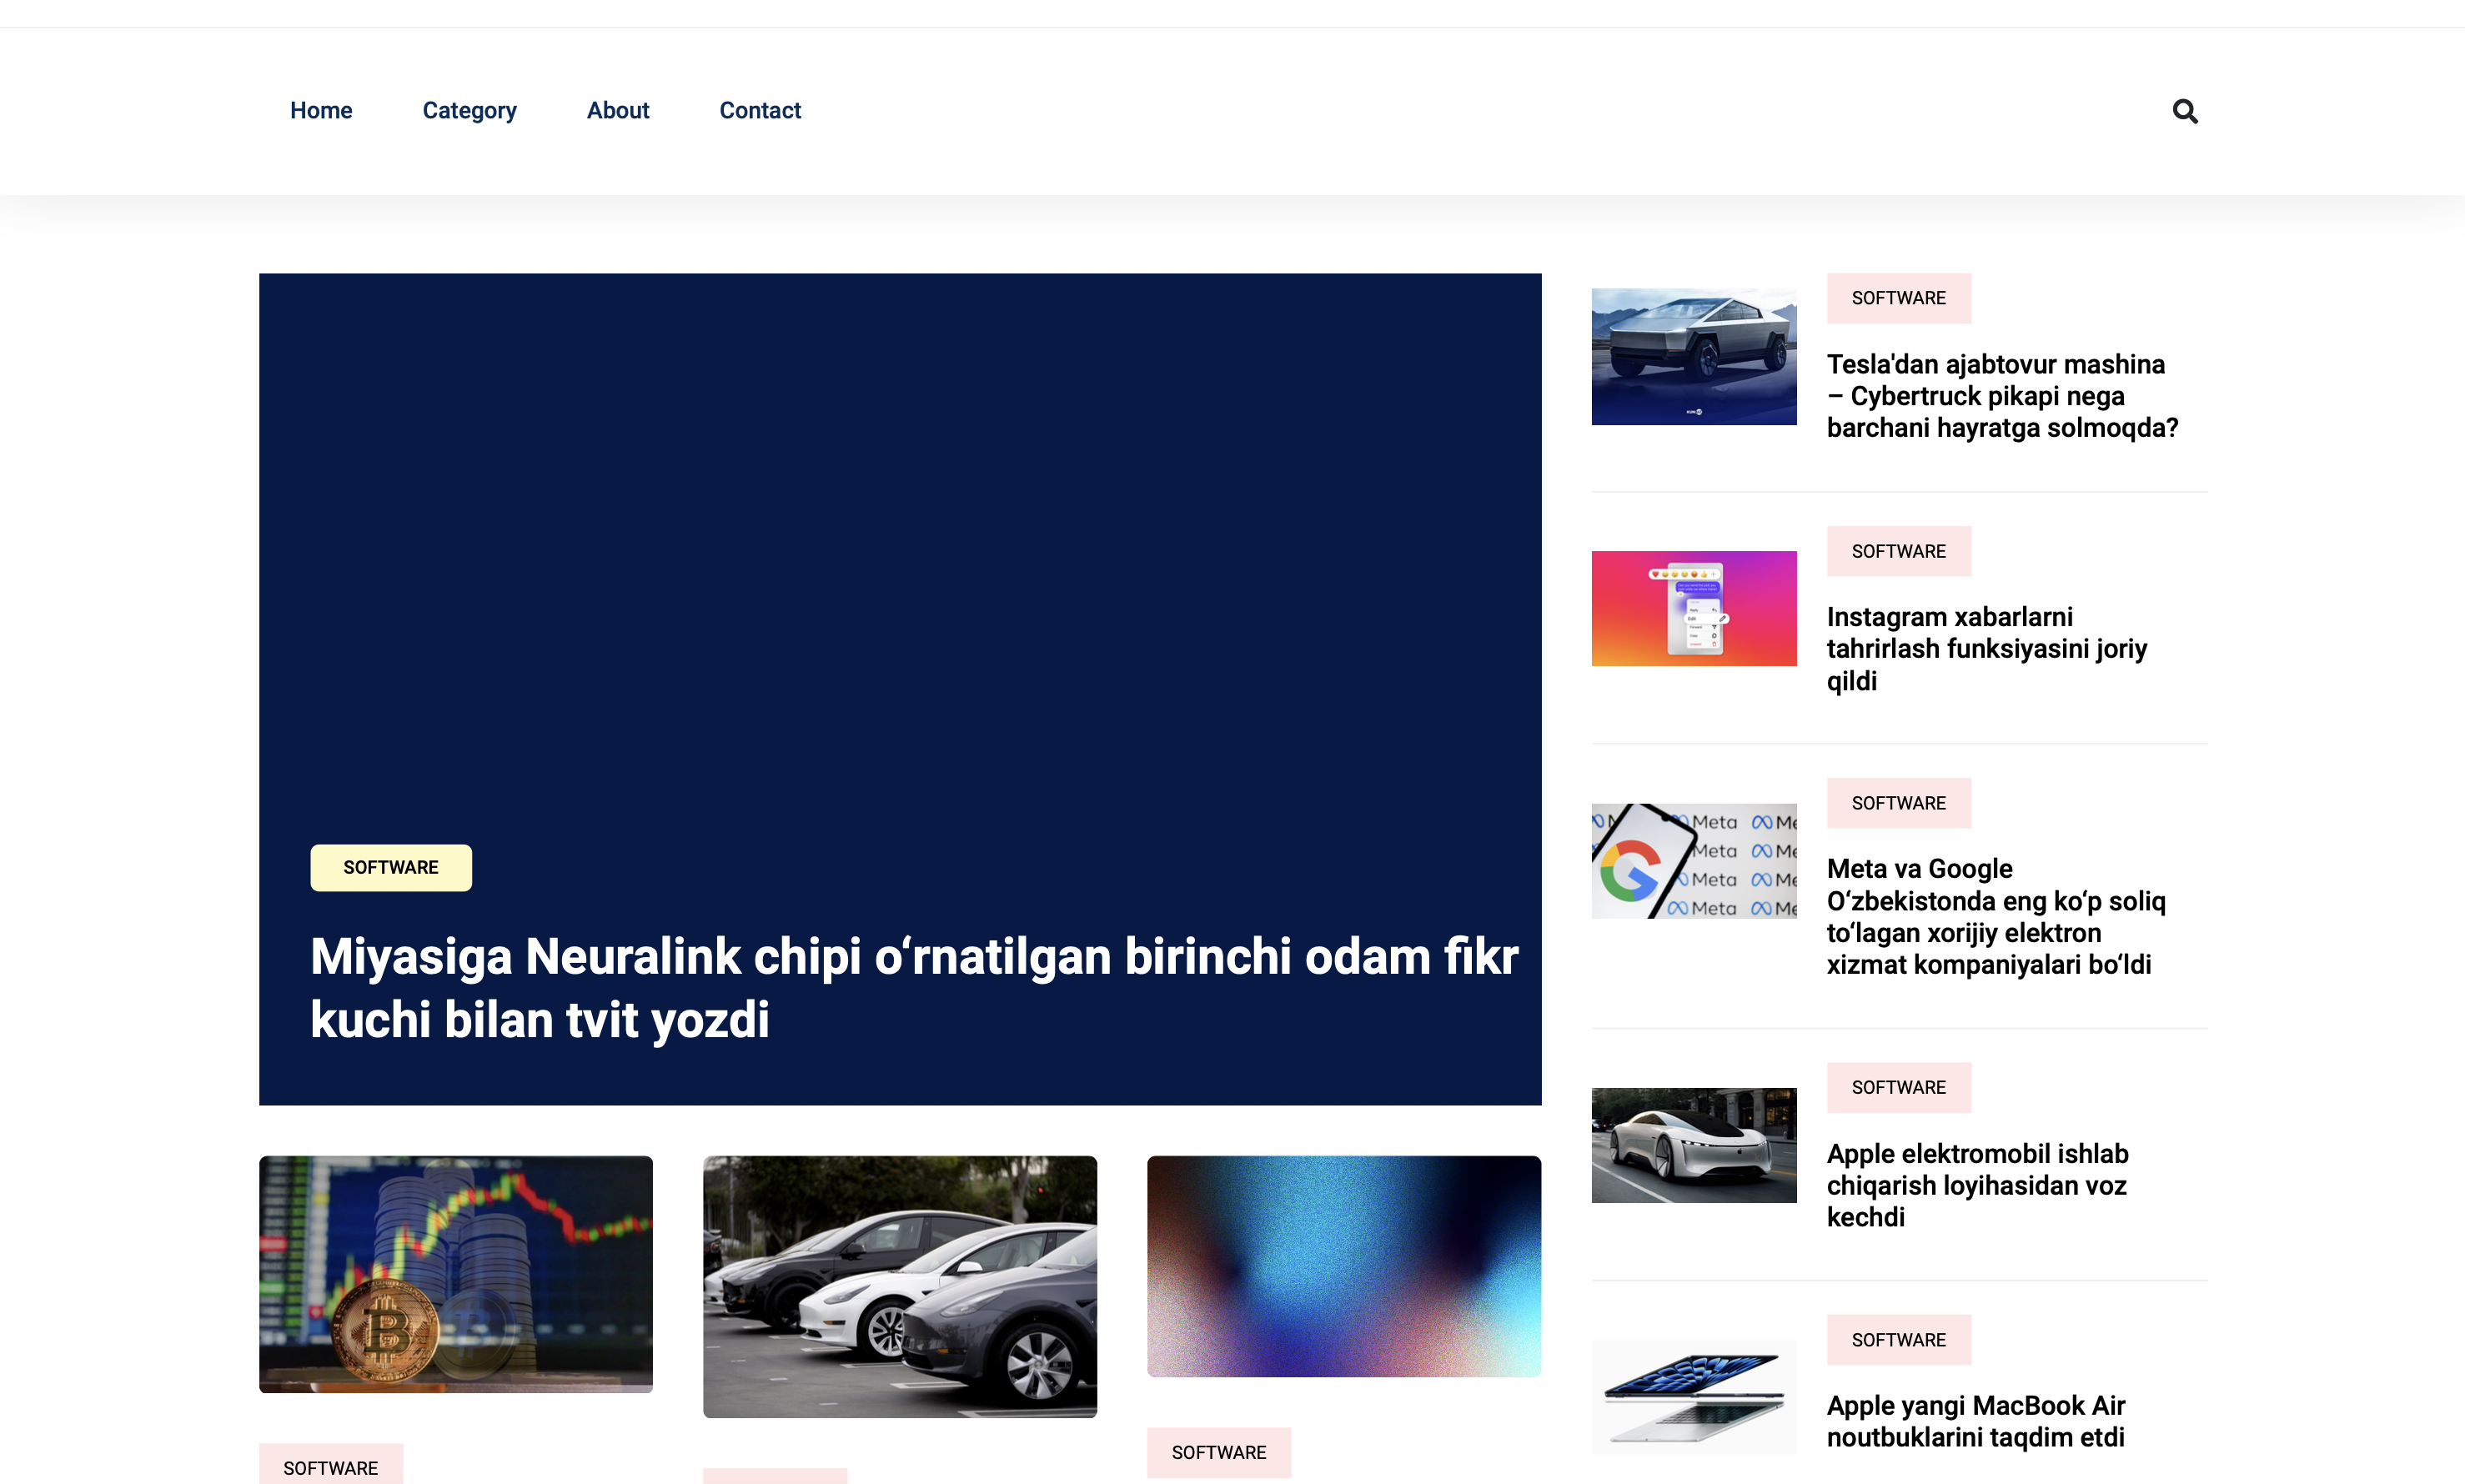 Home
Category
About
Contact
SOFTWARE
Miyasiga Neuralink chipi oʻrnatilgan birinchi odam fikr
kuchi bilan tvit yozdi
SOFTWARE
Tesla'dan ajabtovur mashina
– Cybertruck pikapi nega
barchani hayratga solmoqda?
SOFTWARE
Instagram xabarlarni
tahrirlash funksiyasini joriy
qildi
Edit
SOFTWARE
Meta va Google
Oʻzbekistonda eng koʻp soliq
toʻlagan xorijiy elektron
xizmat kompaniyalari boʻldi
Meta
Meta
Meta
Meta
SOFTWARE
Apple elektromobil ishlab
chiqarish loyihasidan voz
kechdi
SOFTWARE
Apple yangi MacBook Air
noutbuklarini taqdim etdi
SOFTWARE
SOFTWARE